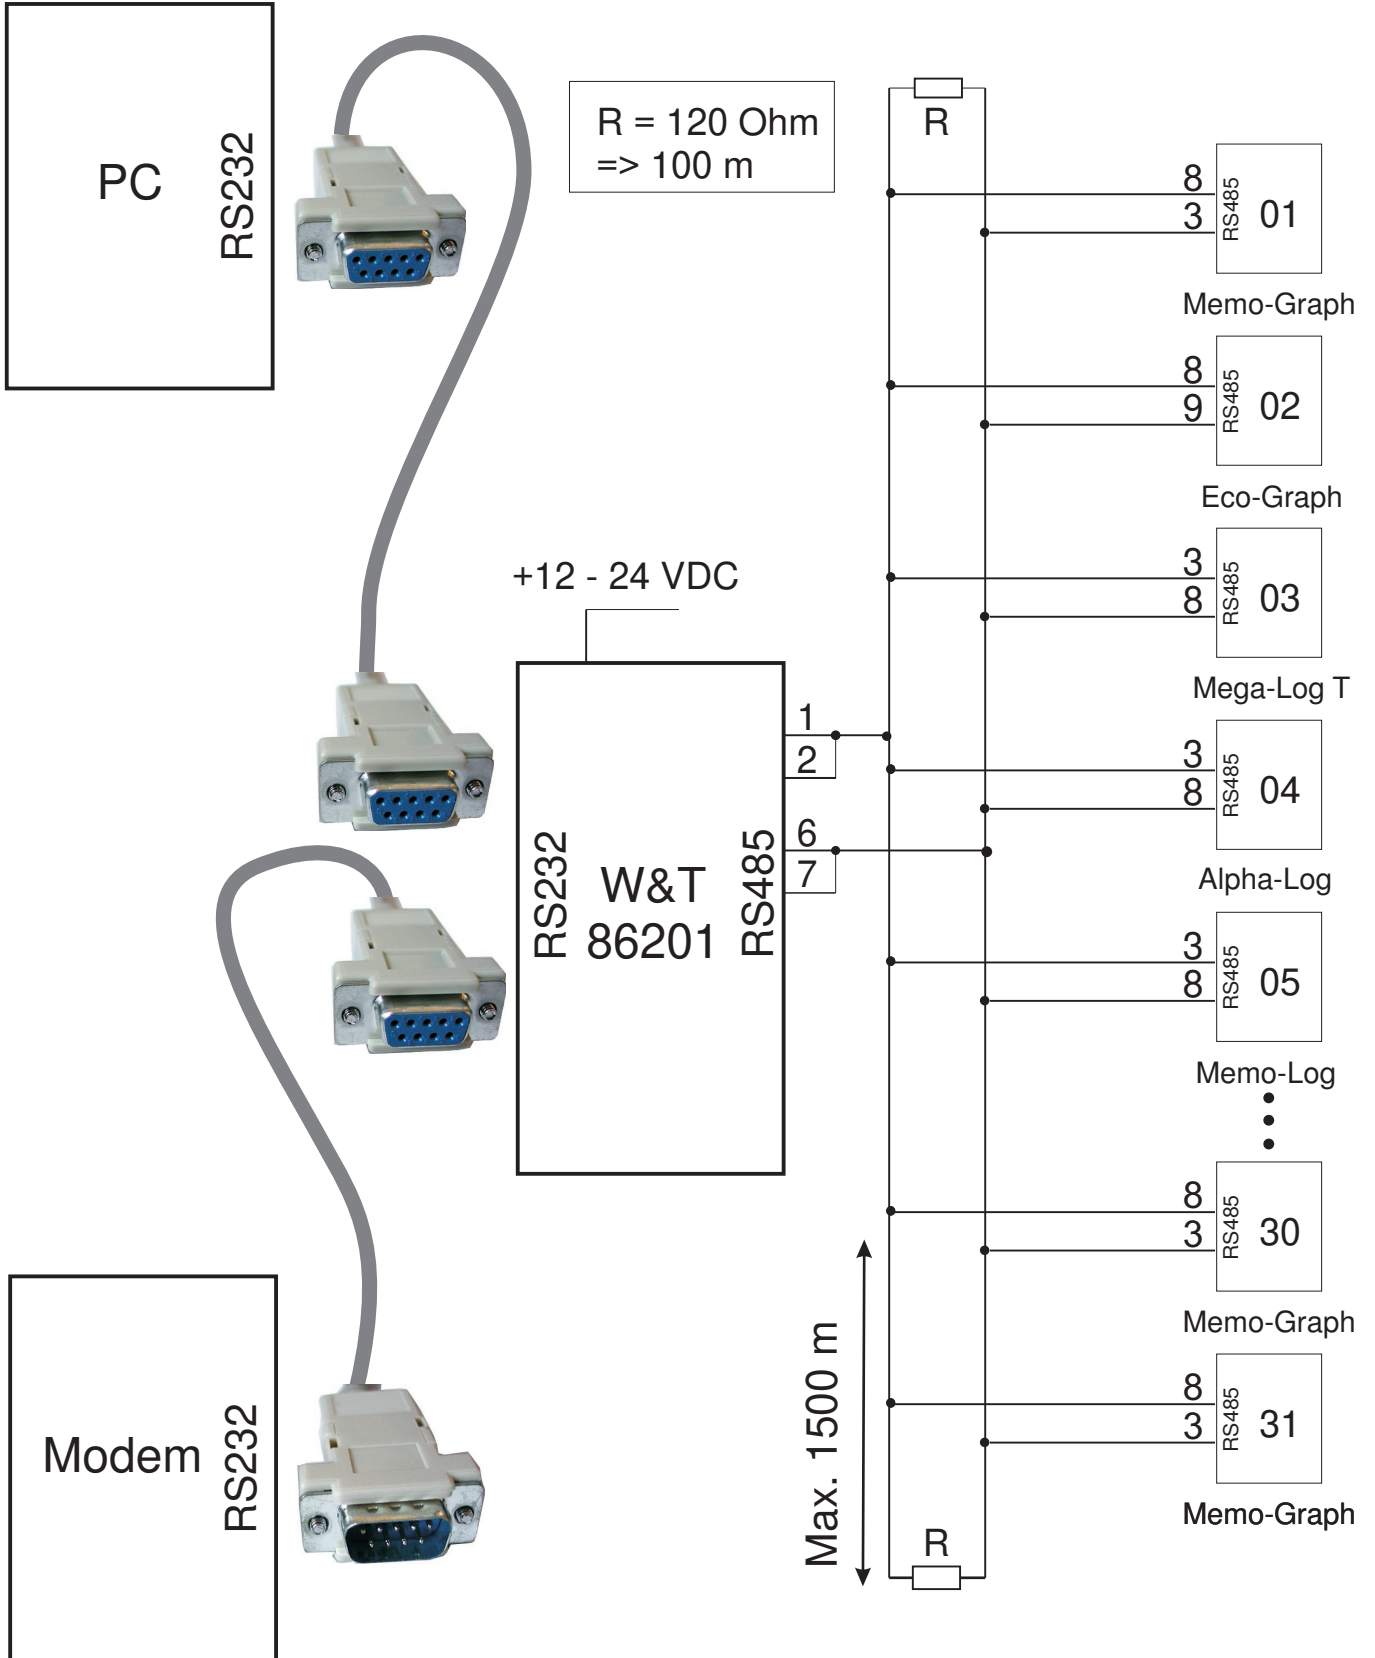 PC
RS232
R = 120 Ohm
=> 100 m
R
8
3
RS485
01
Memo-Graph
8
9
RS485
02
Eco-Graph
3
8
RS485
03
Mega-Log T
+12 - 24 VDC
RS232
W&T
86201
RS485
1
2
6
7
3
8
RS485
04
Alpha-Log
3
8
RS485
05
Memo-Log
8
3
RS485
30
Memo-Graph
8
3
RS485
31
Memo-Graph
Max. 1500 m
R
Modem
RS232